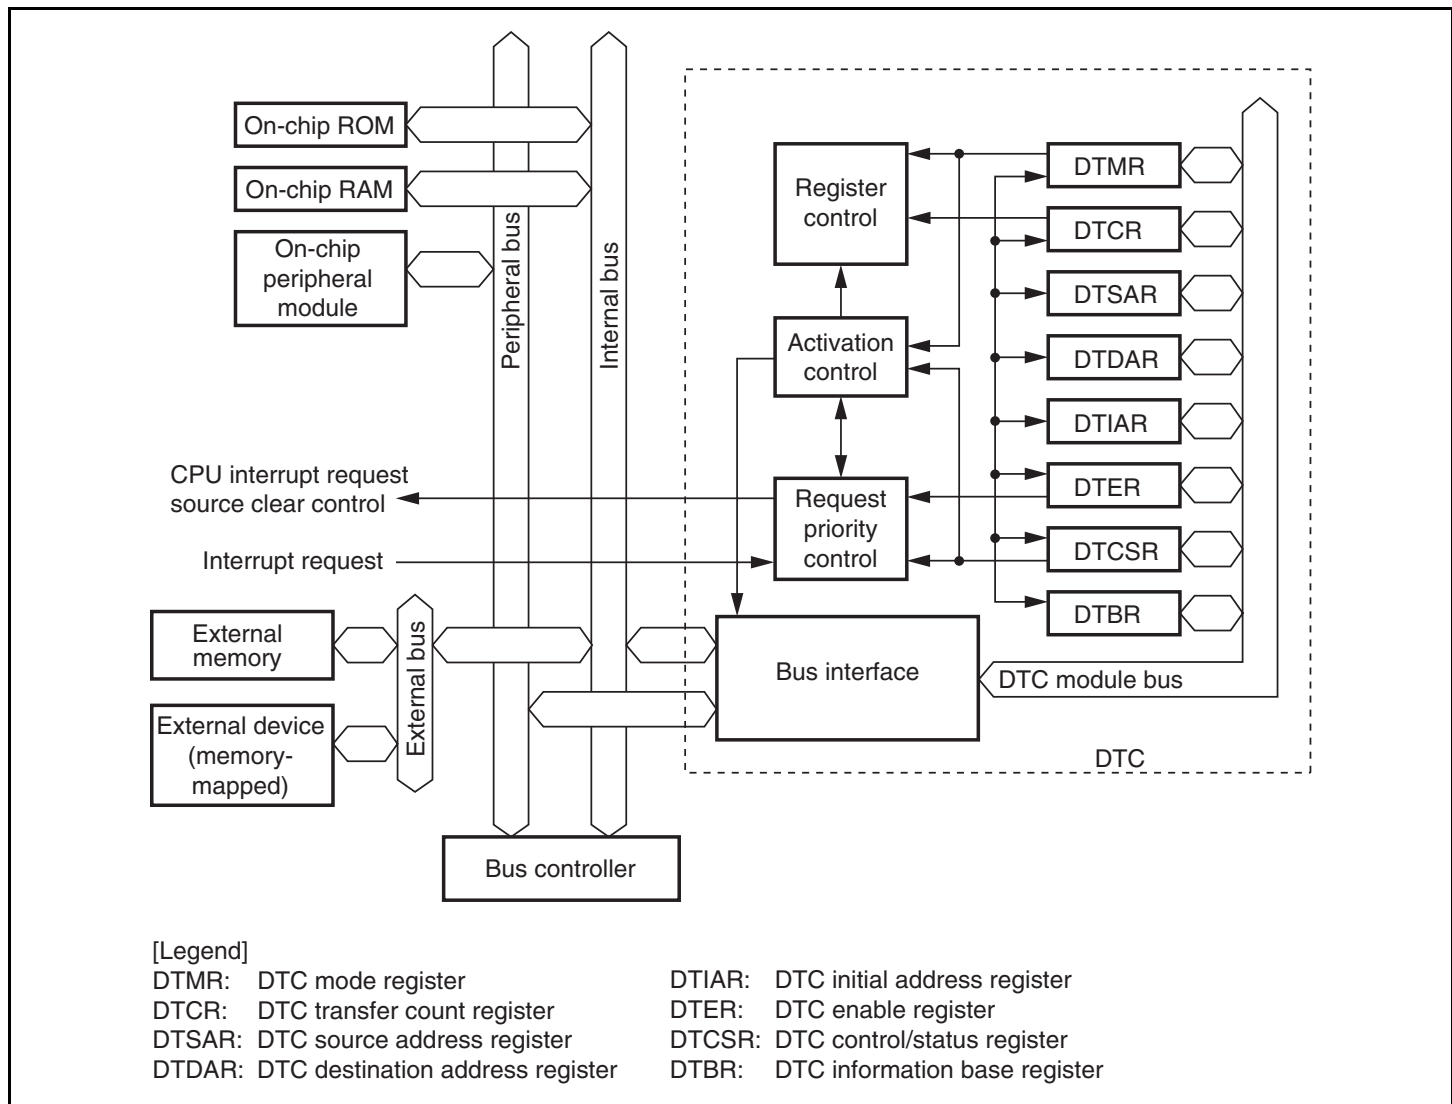 On-chip ROM
On-chip RAM
On-chip
peripheral
module
Peripheral bus
Internal bus
Register
control
Activation
control
Request
priority
control
DTMR
DTCR
DTSAR
DTDAR
DTIAR
DTER
DTCSR
DTBR
CPU interrupt request
source clear control
Interrupt request
External
memory
External device
(memory-
mapped)
External bus
Bus interface
DTC module bus
DTC
Bus controller
[Legend]
DTMR: DTC mode register
DTCR: DTC transfer count register
DTSAR: DTC source address register
DTDAR: DTC destination address register
DTIAR: DTC initial address register
DTER: DTC enable register
DTCSR: DTC control/status register
DTBR: DTC information base register